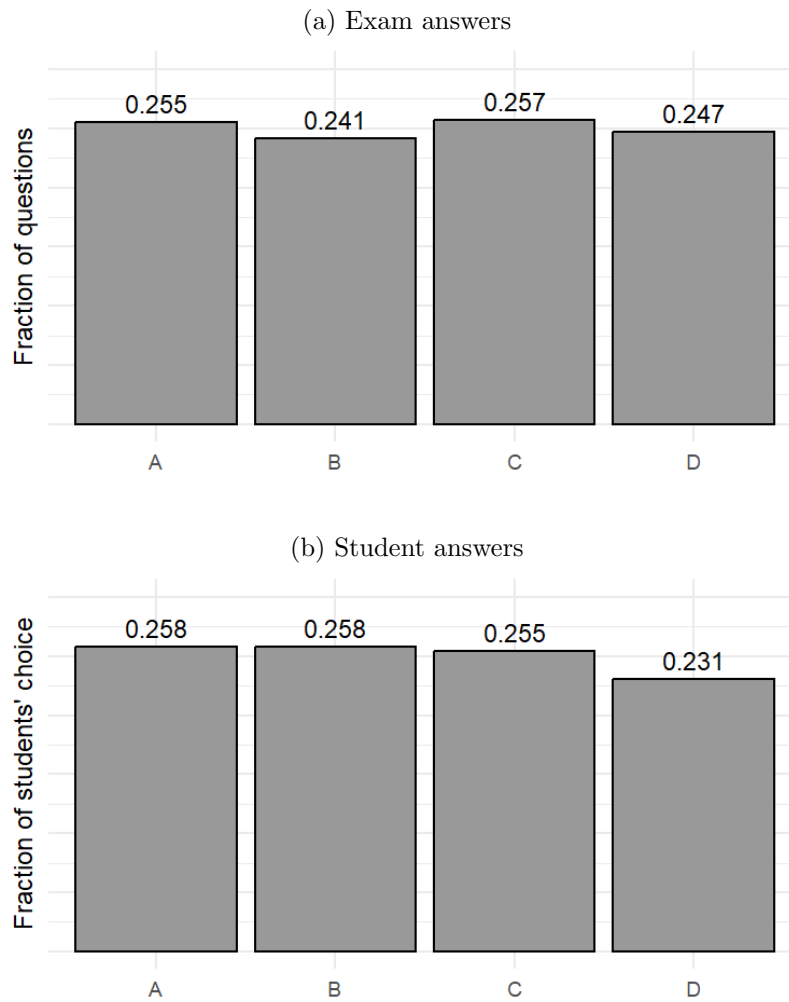 (a) Exam answers
Fraction of questions
0.255
0.241
0.257
0.247
A
B
C
D
(b) Student answers
Fraction of students' choice
0.258
0.258
0.255
0.231
A
B
C
D